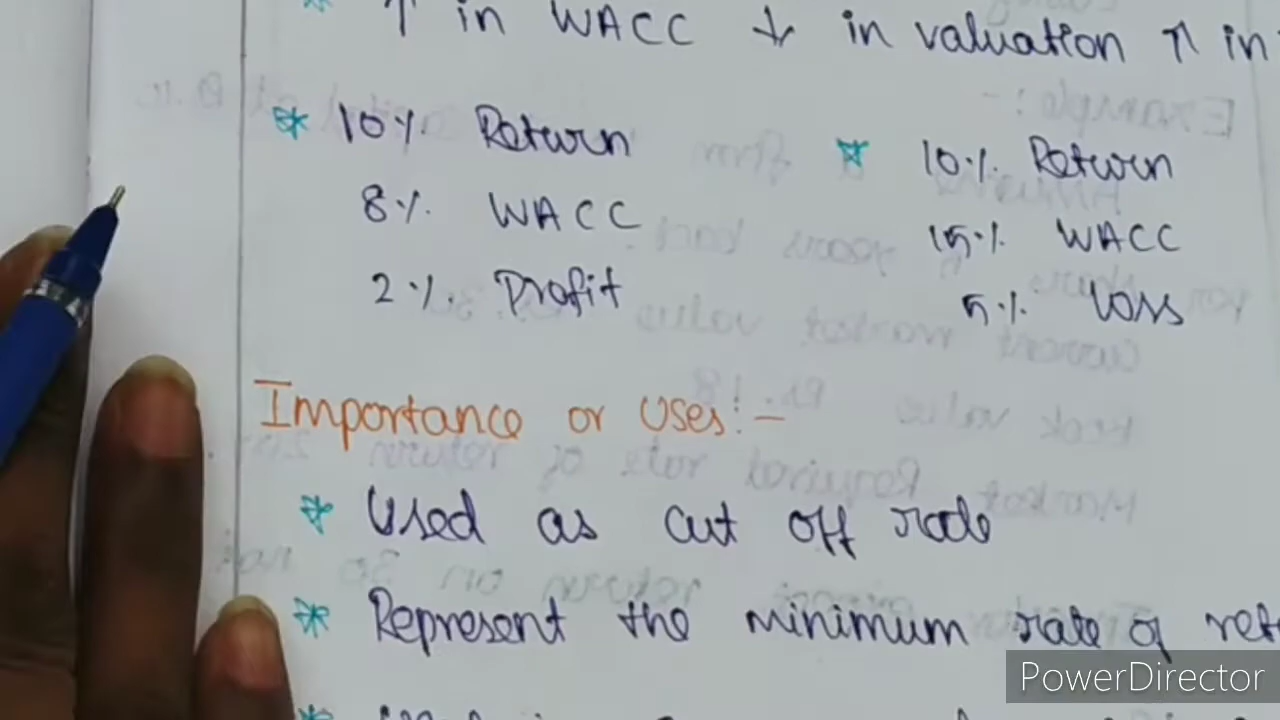 ↑ in WACC ↓ in valuation ↑ in
* 10% Return
8% WACC
2% Profit
* 10% Return
15% WACC
5% Loss
Importance or Uses:-
* Used as cut off rate
* Represent the minimum rate of ret
PowerDirector